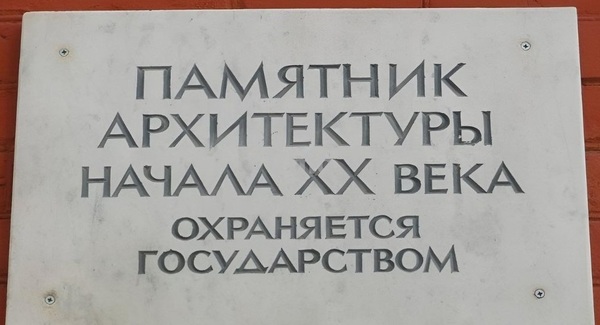 ПАМЯТНИК
АРХИТЕКТУРЫ
НАЧАЛА XX ВЕКА
ОХРАНЯЕТСЯ
ГОСУДАРСТВОМ